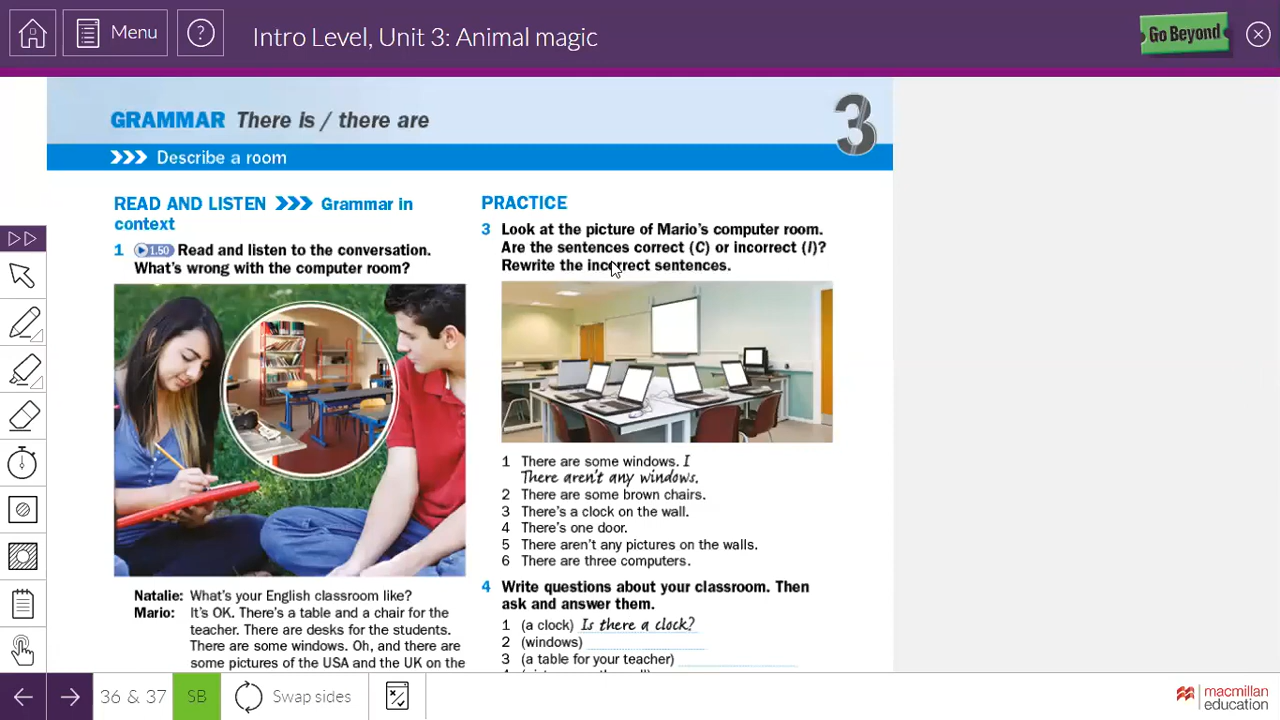 Menu
?
Intro Level, Unit 3: Animal magic
Go Beyond
GRAMMAR There is / there are
3
Describe a room
READ AND LISTEN >>> Grammar in
context
1 1.50 Read and listen to the conversation.
What's wrong with the computer room?
Natalie: What's your English classroom like?
Mario: It's OK. There's a table and a chair for the
teacher. There are desks for the students.
There are some windows. Oh, and there are
some pictures of the USA and the UK on the
PRACTICE
3 Look at the picture of Mario's computer room.
Are the sentences correct (C) or incorrect (I)?
Rewrite the incorrect sentences.
1 There are some windows. I
There aren't any windows.
2 There are some brown chairs.
3 There's a clock on the wall.
4 There's one door.
5 There aren't any pictures on the walls.
6 There are three computers.
4 Write questions about your classroom. Then
ask and answer them.
1 (a clock) Is there a clock?
2 (windows)
3 (a table for your teacher)
36 & 37
SB
Swap sides
macmillan
education